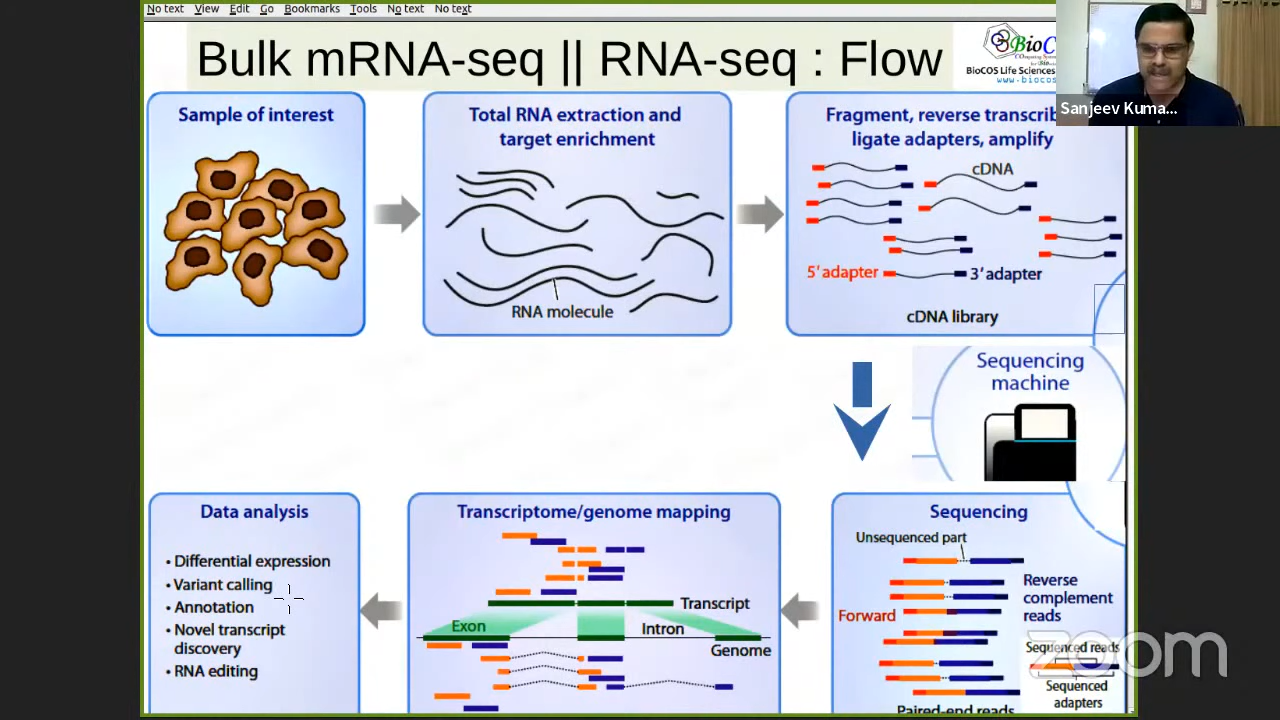 No text View Edit Go Bookmarks Tools No text No text
Bulk mRNA-seq || RNA-seq : Flow
BioC
BioCOS Life Sciences
www.biocos
Sanjeev Kuma...
Sample of interest
Total RNA extraction and
target enrichment
RNA molecule
Fragment, reverse transcrib
ligate adapters, amplify
cDNA
5' adapter
3' adapter
cDNA library
Sequencing
machine
Data analysis
• Differential expression
• Variant calling
• Annotation
• Novel transcript
discovery
• RNA editing
Transcriptome/genome mapping
Transcript
Exon
Intron
Genome
Sequencing
Unsequenced part
Reverse
complement
reads
Forward
Sequenced reads
Sequenced
adapters
Paired-end reads
zoom